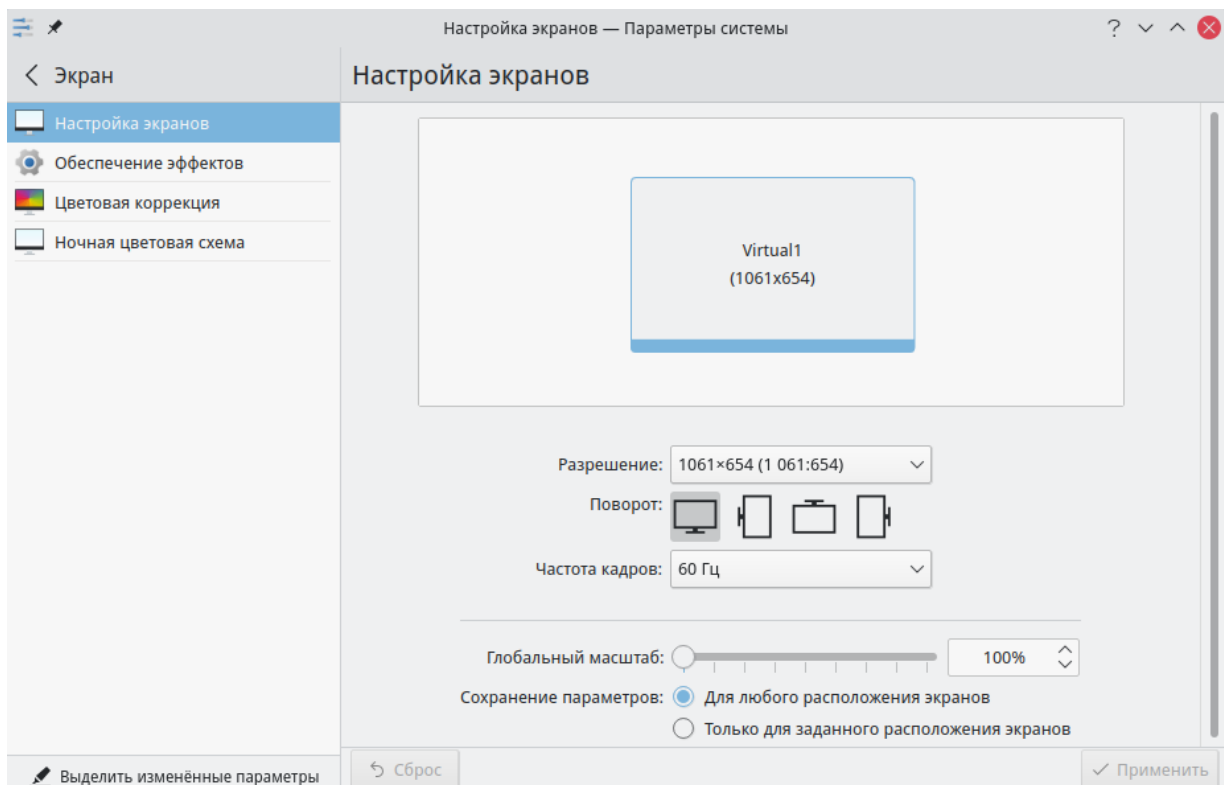 Настройка экранов — Параметры системы
Экран
Настройка экранов
Настройка экранов
Обеспечение эффектов
Цветовая коррекция
Ночная цветовая схема
Virtual1
(1061x654)
Разрешение: 1061×654 (1 061:654)
Поворот:
Частота кадров: 60 Гц
Глобальный масштаб: 100%
Сохранение параметров: Для любого расположения экранов
Только для заданного расположения экранов
Выделить изменённые параметры
Сброс
Применить